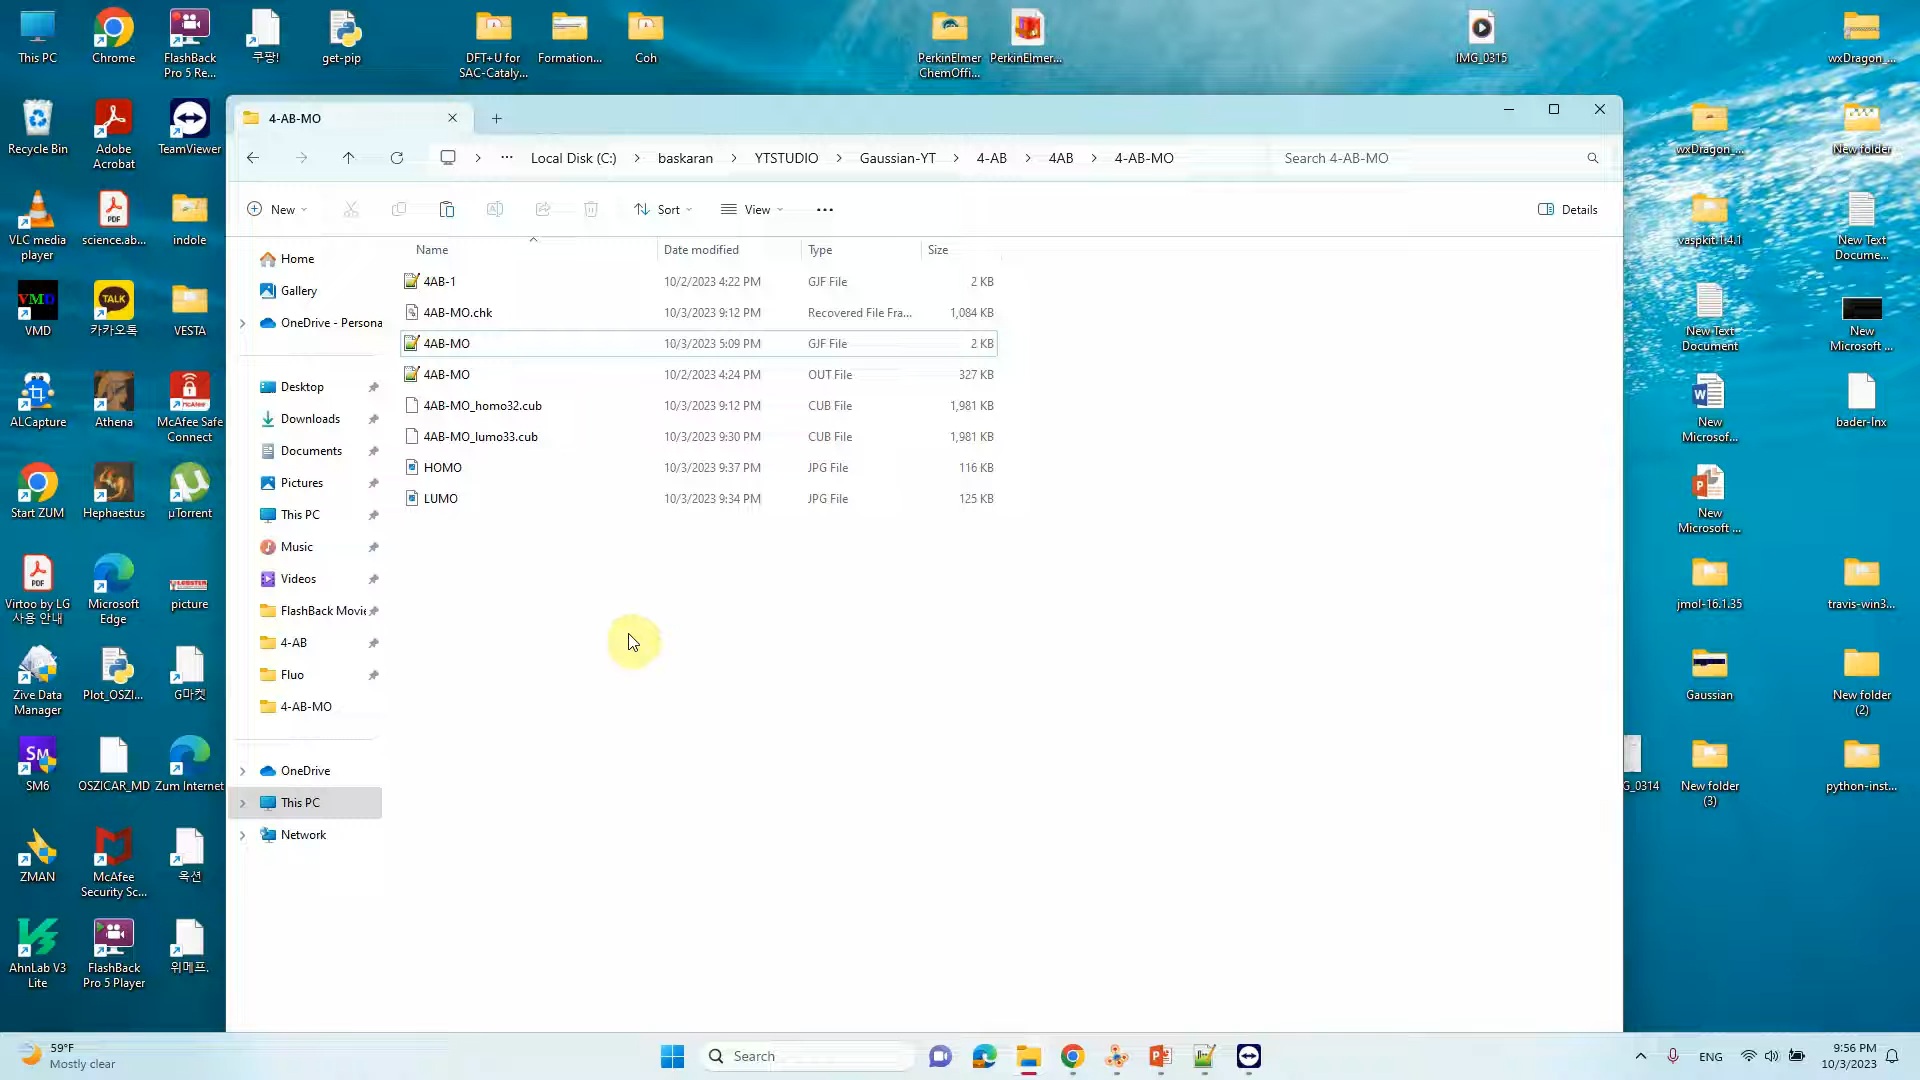 This PC
Chrome
FlashBack
Pro 5 Re...
쿠팡!
get-pip
DFT+U for
SAC-Cataly...
Formation...
Coh
PerkinElmer
ChemOffi...
PerkinElmer...
IMG_0315
wxDragon_...
Recycle Bin
Adobe
Acrobat
TeamViewer
VLC media
player
science.ab...
indole
VMD
VMD
TALK
카카오톡
VESTA
ALCapture
Athena
McAfee Safe
Connect
Start ZUM
Hephaestus
µTorrent
Virtoo by LG
사용 안내
Microsoft
Edge
picture
Zive Data
Manager
Plot_OSZI...
G마켓
SM
SM6
OSZICAR_MD
Zum Internet
ZMAN
McAfee
Security Sc...
옥션
AhnLab V3
Lite
FlashBack
Pro 5 Player
위메프.
4-AB-MO
... Local Disk (C:) > baskaran > YTSTUDIO > Gaussian-YT > 4-AB > 4AB > 4-AB-MO
Search 4-AB-MO
New
Sort
View
...
Details
Name Date modified Type Size
4AB-1 10/2/2023 4:22 PM GJF File 2 KB
4AB-MO.chk 10/3/2023 9:12 PM Recovered File Fra... 1,084 KB
4AB-MO 10/3/2023 5:09 PM GJF File 2 KB
4AB-MO 10/2/2023 4:24 PM OUT File 327 KB
4AB-MO_homo32.cub 10/3/2023 9:12 PM CUB File 1,981 KB
4AB-MO_lumo33.cub 10/3/2023 9:30 PM CUB File 1,981 KB
HOMO 10/3/2023 9:37 PM JPG File 116 KB
LUMO 10/3/2023 9:34 PM JPG File 125 KB
Home
Gallery
OneDrive - Persona
Desktop
Downloads
Documents
Pictures
This PC
Music
Videos
FlashBack Movie
4-AB
Fluo
4-AB-MO
OneDrive
This PC
Network
wxDragon_...
New folder
vaspkit.1.4.1
New Text
Docume...
New Text
Document
New
Microsoft ...
New
Microsof...
bader-lnx
New
Microsoft ...
jmol-16.1.35
travis-win3...
Gaussian
New folder
(2)
G_0314
New folder
(3)
python-inst...
59°F
Mostly clear
Search
ENG
9:56 PM
10/3/2023